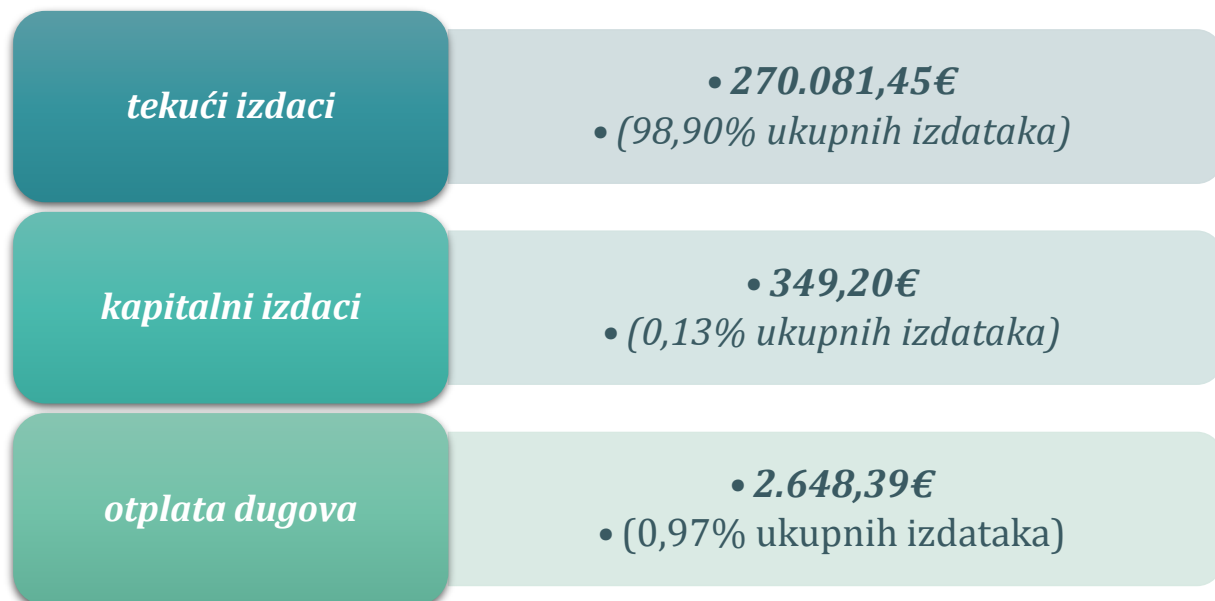 tekući izdaci
• 270.081,45€
• (98,90% ukupnih izdataka)
kapitalni izdaci
• 349,20€
• (0,13% ukupnih izdataka)
otplata dugova
• 2.648,39€
• (0,97% ukupnih izdataka)